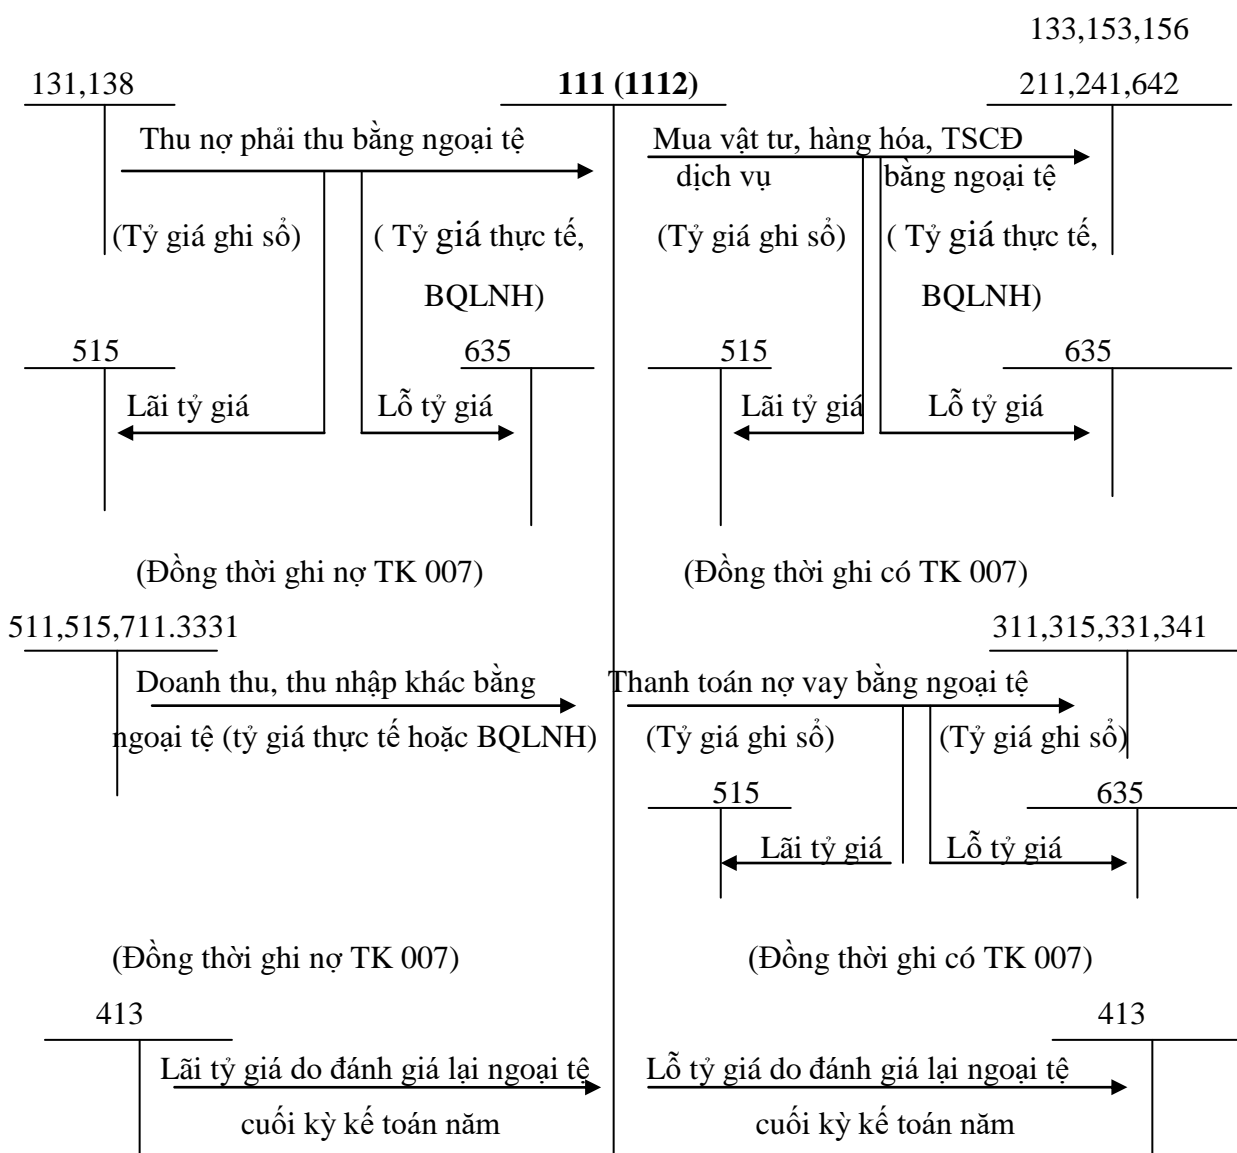 133,153,156
131,138
111 (1112)
211,241,642
Thu nợ phải thu bằng ngoại tệ
Mua vật tư, hàng hóa, TSCĐ
dịch vụ
bằng ngoại tệ
(Tỷ giá ghi sổ)
( Tỷ giá thực tế,
BQLNH)
(Tỷ giá ghi sổ)
( Tỷ giá thực tế,
BQLNH)
515
635
515
635
Lãi tỷ giá
Lỗ tỷ giá
Lãi tỷ giá
Lỗ tỷ giá
(Đồng thời ghi nợ TK 007)
(Đồng thời ghi có TK 007)
511,515,711.3331
311,315,331,341
Doanh thu, thu nhập khác bằng
ngoại tệ (tỷ giá thực tế hoặc BQLNH)
Thanh toán nợ vay bằng ngoại tệ
(Tỷ giá ghi sổ)
(Tỷ giá ghi sổ)
515
635
Lãi tỷ giá
Lỗ tỷ giá
(Đồng thời ghi nợ TK 007)
(Đồng thời ghi có TK 007)
413
413
Lãi tỷ giá do đánh giá lại ngoại tệ
cuối kỳ kế toán năm
Lỗ tỷ giá do đánh giá lại ngoại tệ
cuối kỳ kế toán năm